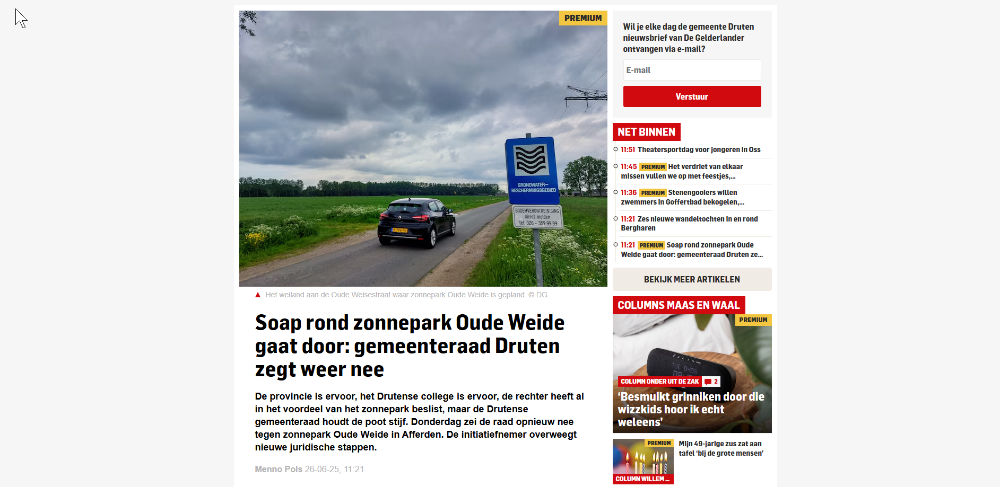 PREMIUM
GRONDWATER-
BESCHERMINGSGEBIED
BODEMVERONTREINIGING
direct melden
tel. 026 - 359 99 99
K-796-FN
Het weiland aan de Oude Weisestraat waar zonnepark Oude Weide is gepland. © DG
Soap rond zonnepark Oude Weide
gaat door: gemeenteraad Druten
zegt weer nee
De provincie is ervoor, het Drutense college is ervoor, de rechter heeft al
in het voordeel van het zonnepark beslist, maar de Drutense
gemeenteraad houdt de poot stijf. Donderdag zei de raad opnieuw nee
tegen zonnepark Oude Weide in Afferden. De initiatiefnemer overweegt
nieuwe juridische stappen.
Menno Pols 26-06-25, 11:21
Wil je elke dag de gemeente Druten
nieuwsbrief van De Gelderlander
ontvangen via e-mail?
E-mail
Verstuur
NET BINNEN
11:51 Theatersportdag voor jongeren in Oss
11:45 PREMIUM Het verdriet van elkaar
missen vullen we op met feestjes,...
11:36 PREMIUM Stenengooiers willen
zwemmers in Goffertbad bekogelen,...
11:21 Zes nieuwe wandeltochten in en rond
Bergharen
11:21 PREMIUM Soap rond zonnepark Oude
Weide gaat door: gemeenteraad Druten ze...
BEKIJK MEER ARTIKELEN
COLUMNS MAAS EN WAAL
PREMIUM
TUE 04.05
COLUMN ONDER UIT DE ZAK 2
‘Besmuikt grinniken door die
wizzkids hoor ik echt
weleens’
PREMIUM
COLUMN WILLEM ...
Mijn 49-jarige zus zat aan
tafel ‘bij de grote mensen’